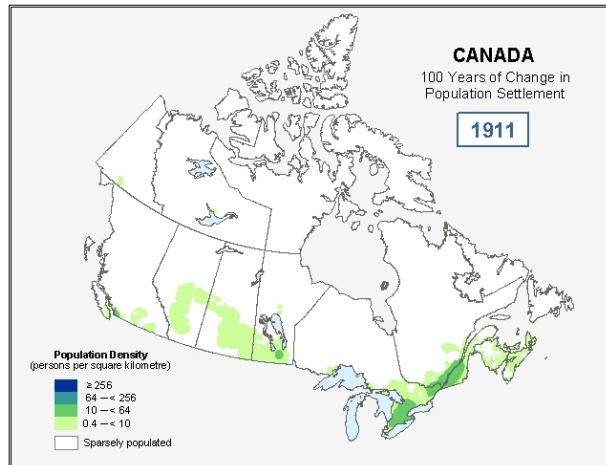 CANADA
100 Years of Change in
Population Settlement
1911
Population Density
(persons per square kilometre)
≥ 256
64 – < 256
10 – < 64
0.4 – < 10
Sparsely populated